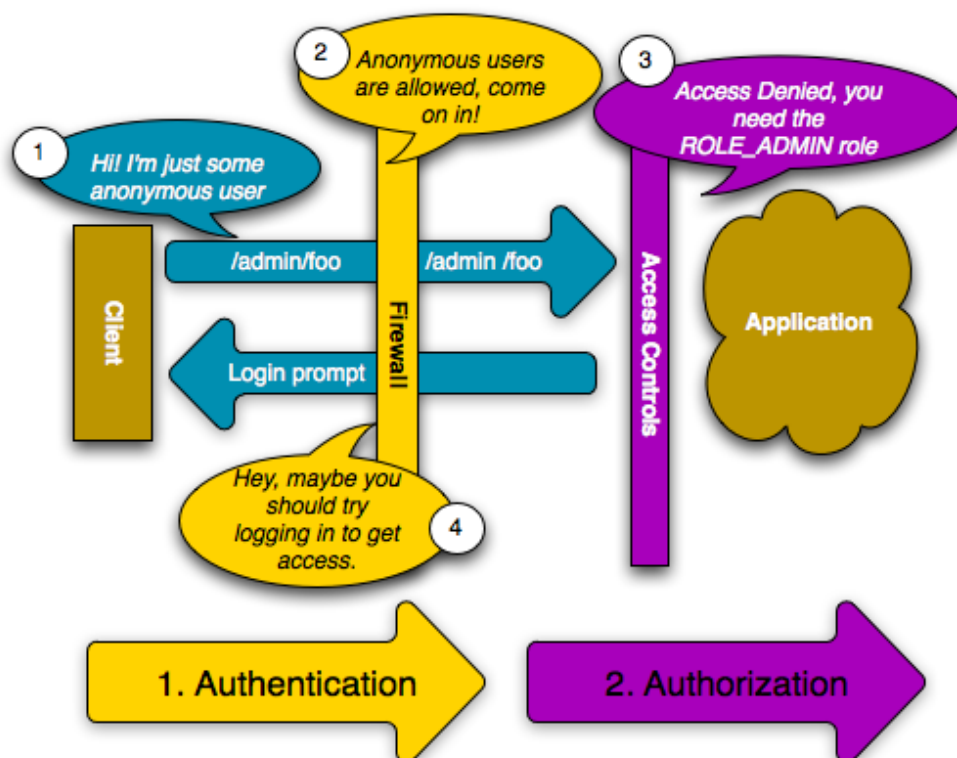 1
Hi! I'm just some
anonymous user
2
Anonymous users
are allowed, come
on in!
3
Access Denied, you
need the
ROLE_ADMIN role
Client
/admin/foo
/admin /foo
Firewall
Login prompt
Access Controls
Application
Hey, maybe you
should try
logging in to get
access.
4
1. Authentication
2. Authorization